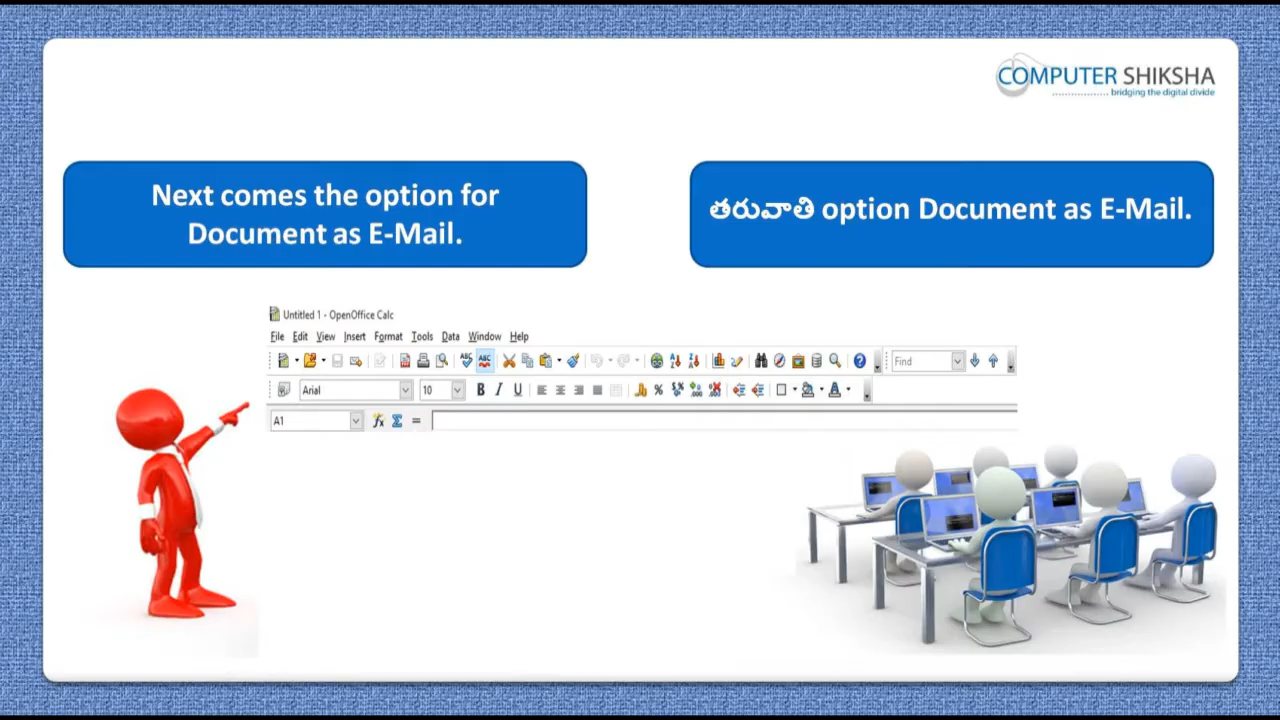 COMPUTER SHIKSHA
bridging the digital divide
Next comes the option for
Document as E-Mail.
తరువాతి option Document as E-Mail.
Untitled 1 - OpenOffice Calc
File Edit View Insert Format Tools Data Window Help
Find
Arial 10 B I U
A1